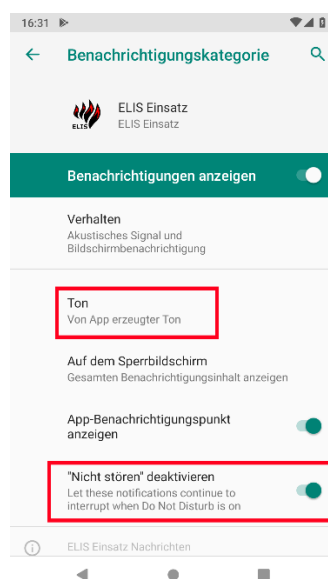 16:31
Benachrichtigungskategorie
ELIS
ELIS Einsatz
ELIS Einsatz
Benachrichtigungen anzeigen
Verhalten
Akustisches Signal und
Bildschirmbenachrichtigung
Ton
Von App erzeugter Ton
Auf dem Sperrbildschirm
Gesamten Benachrichtigungsinhalt anzeigen
App-Benachrichtigungspunkt
anzeigen
"Nicht stören" deaktivieren
Let these notifications continue to
interrupt when Do Not Disturb is on
ELIS Einsatz Nachrichten